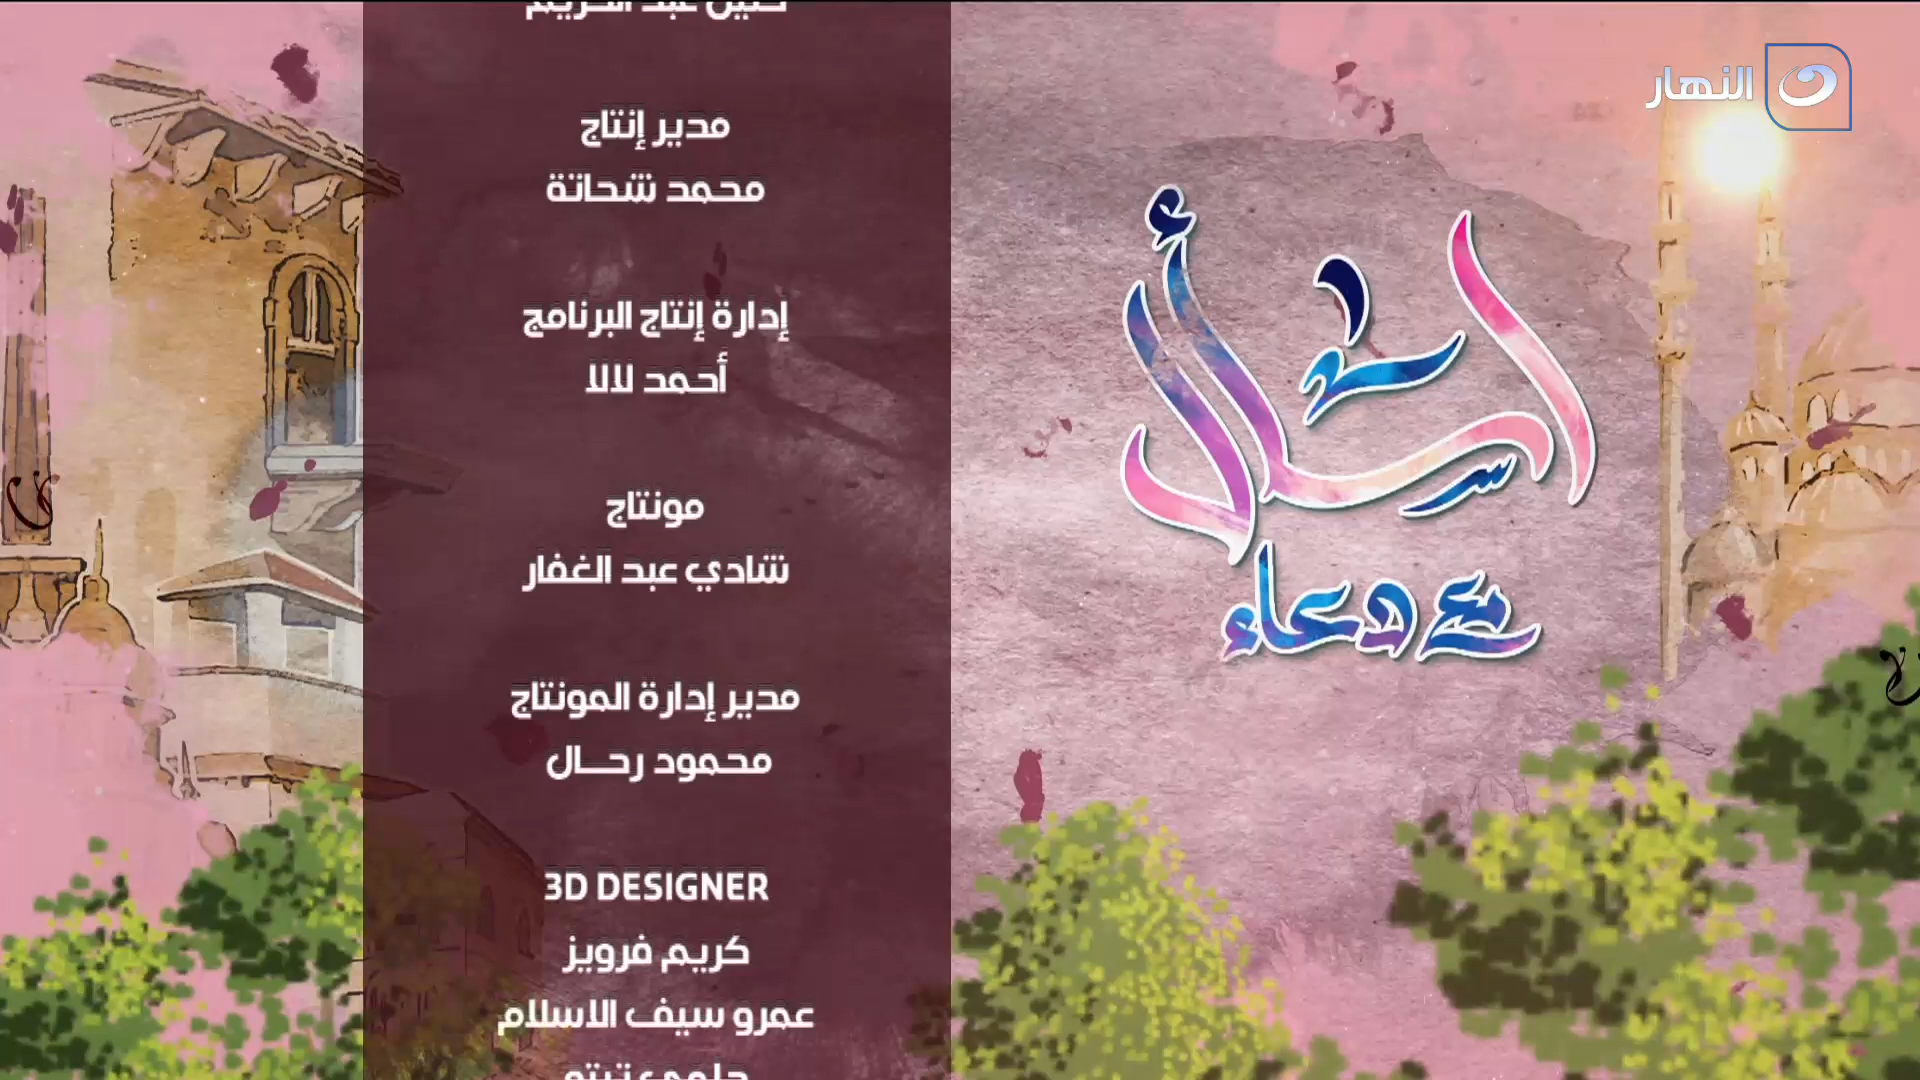 النهار
مدير إنتاج
محمد شحاتة
إدارة إنتاج البرنامج
أحمد لالا
مونتاج
شادي عبد الغفار
مدير إدارة المونتاج
محمود رحــال
3D DESIGNER
كريم فرويز
عمرو سيف الاسلام
اسأل
مع دعاء